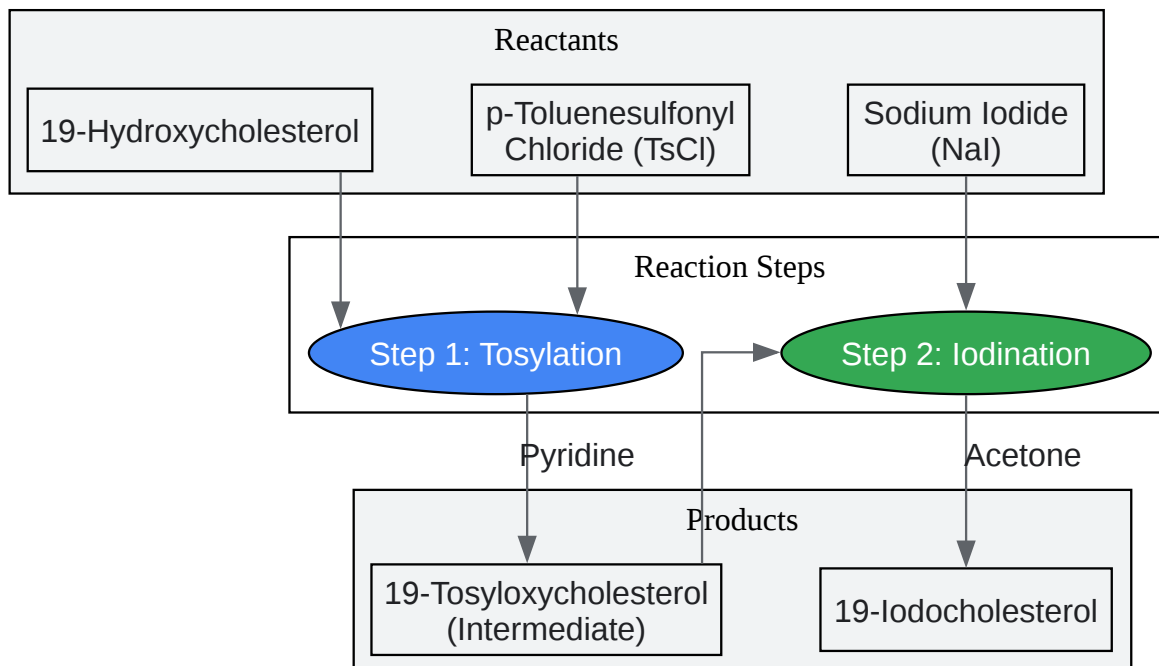 Reactants
19-Hydroxycholesterol
p-Toluenesulfonyl
Chloride (TsCl)
Sodium Iodide
(NaI)
Reaction Steps
Step 1: Tosylation
Step 2: Iodination
Pyridine
Acetone
Products
19-Tosyloxycholesterol
(Intermediate)
19-Iodocholesterol